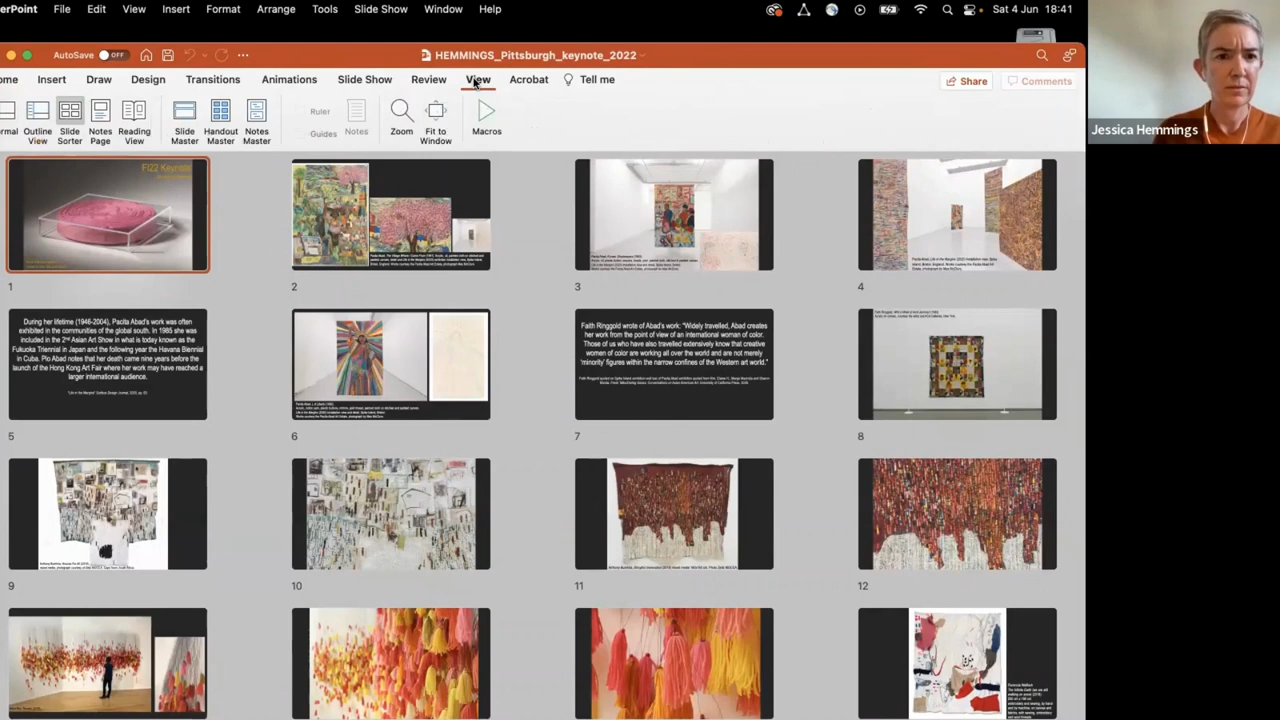 erPoint File Edit View Insert Format Arrange Tools Slide Show Window Help Sat 4 Jun 18:41
AutoSave OFF HEMMINGS_Pittsburgh_keynote_2022
ome Insert Draw Design Transitions Animations Slide Show Review View Acrobat Tell me Share Comments
Jessica Hemmings
ormal Outline View Slide Sorter Notes Page Reading View Slide Master Handout Master Notes Master Ruler Guides Notes Zoom Fit to Window Macros
FI22 Keynote
1 2 3 4
During her lifetime (1946-2004), Pacita Abad's work was often
exhibited in the communities of the global south. In 1985 she was
included in the 2nd Asian Art Show in what is today known as the
Fukuoka Triennial in Japan and the following year the Havana Biennial
in Cuba. Pio Abad notes that her death came nine years before the
launch of the Hong Kong Art Fair where her work may have reached a
larger international audience.
Faith Ringgold wrote of Abad's work: "Widely travelled, Abad creates
her work from the point of view of an international woman of color.
Those of us who have also travelled extensively know that creative
women of color are working all over the world and are not merely
'minority' figures within the narrow confines of the Western art world."
5 6 7 8
9 10 11 12